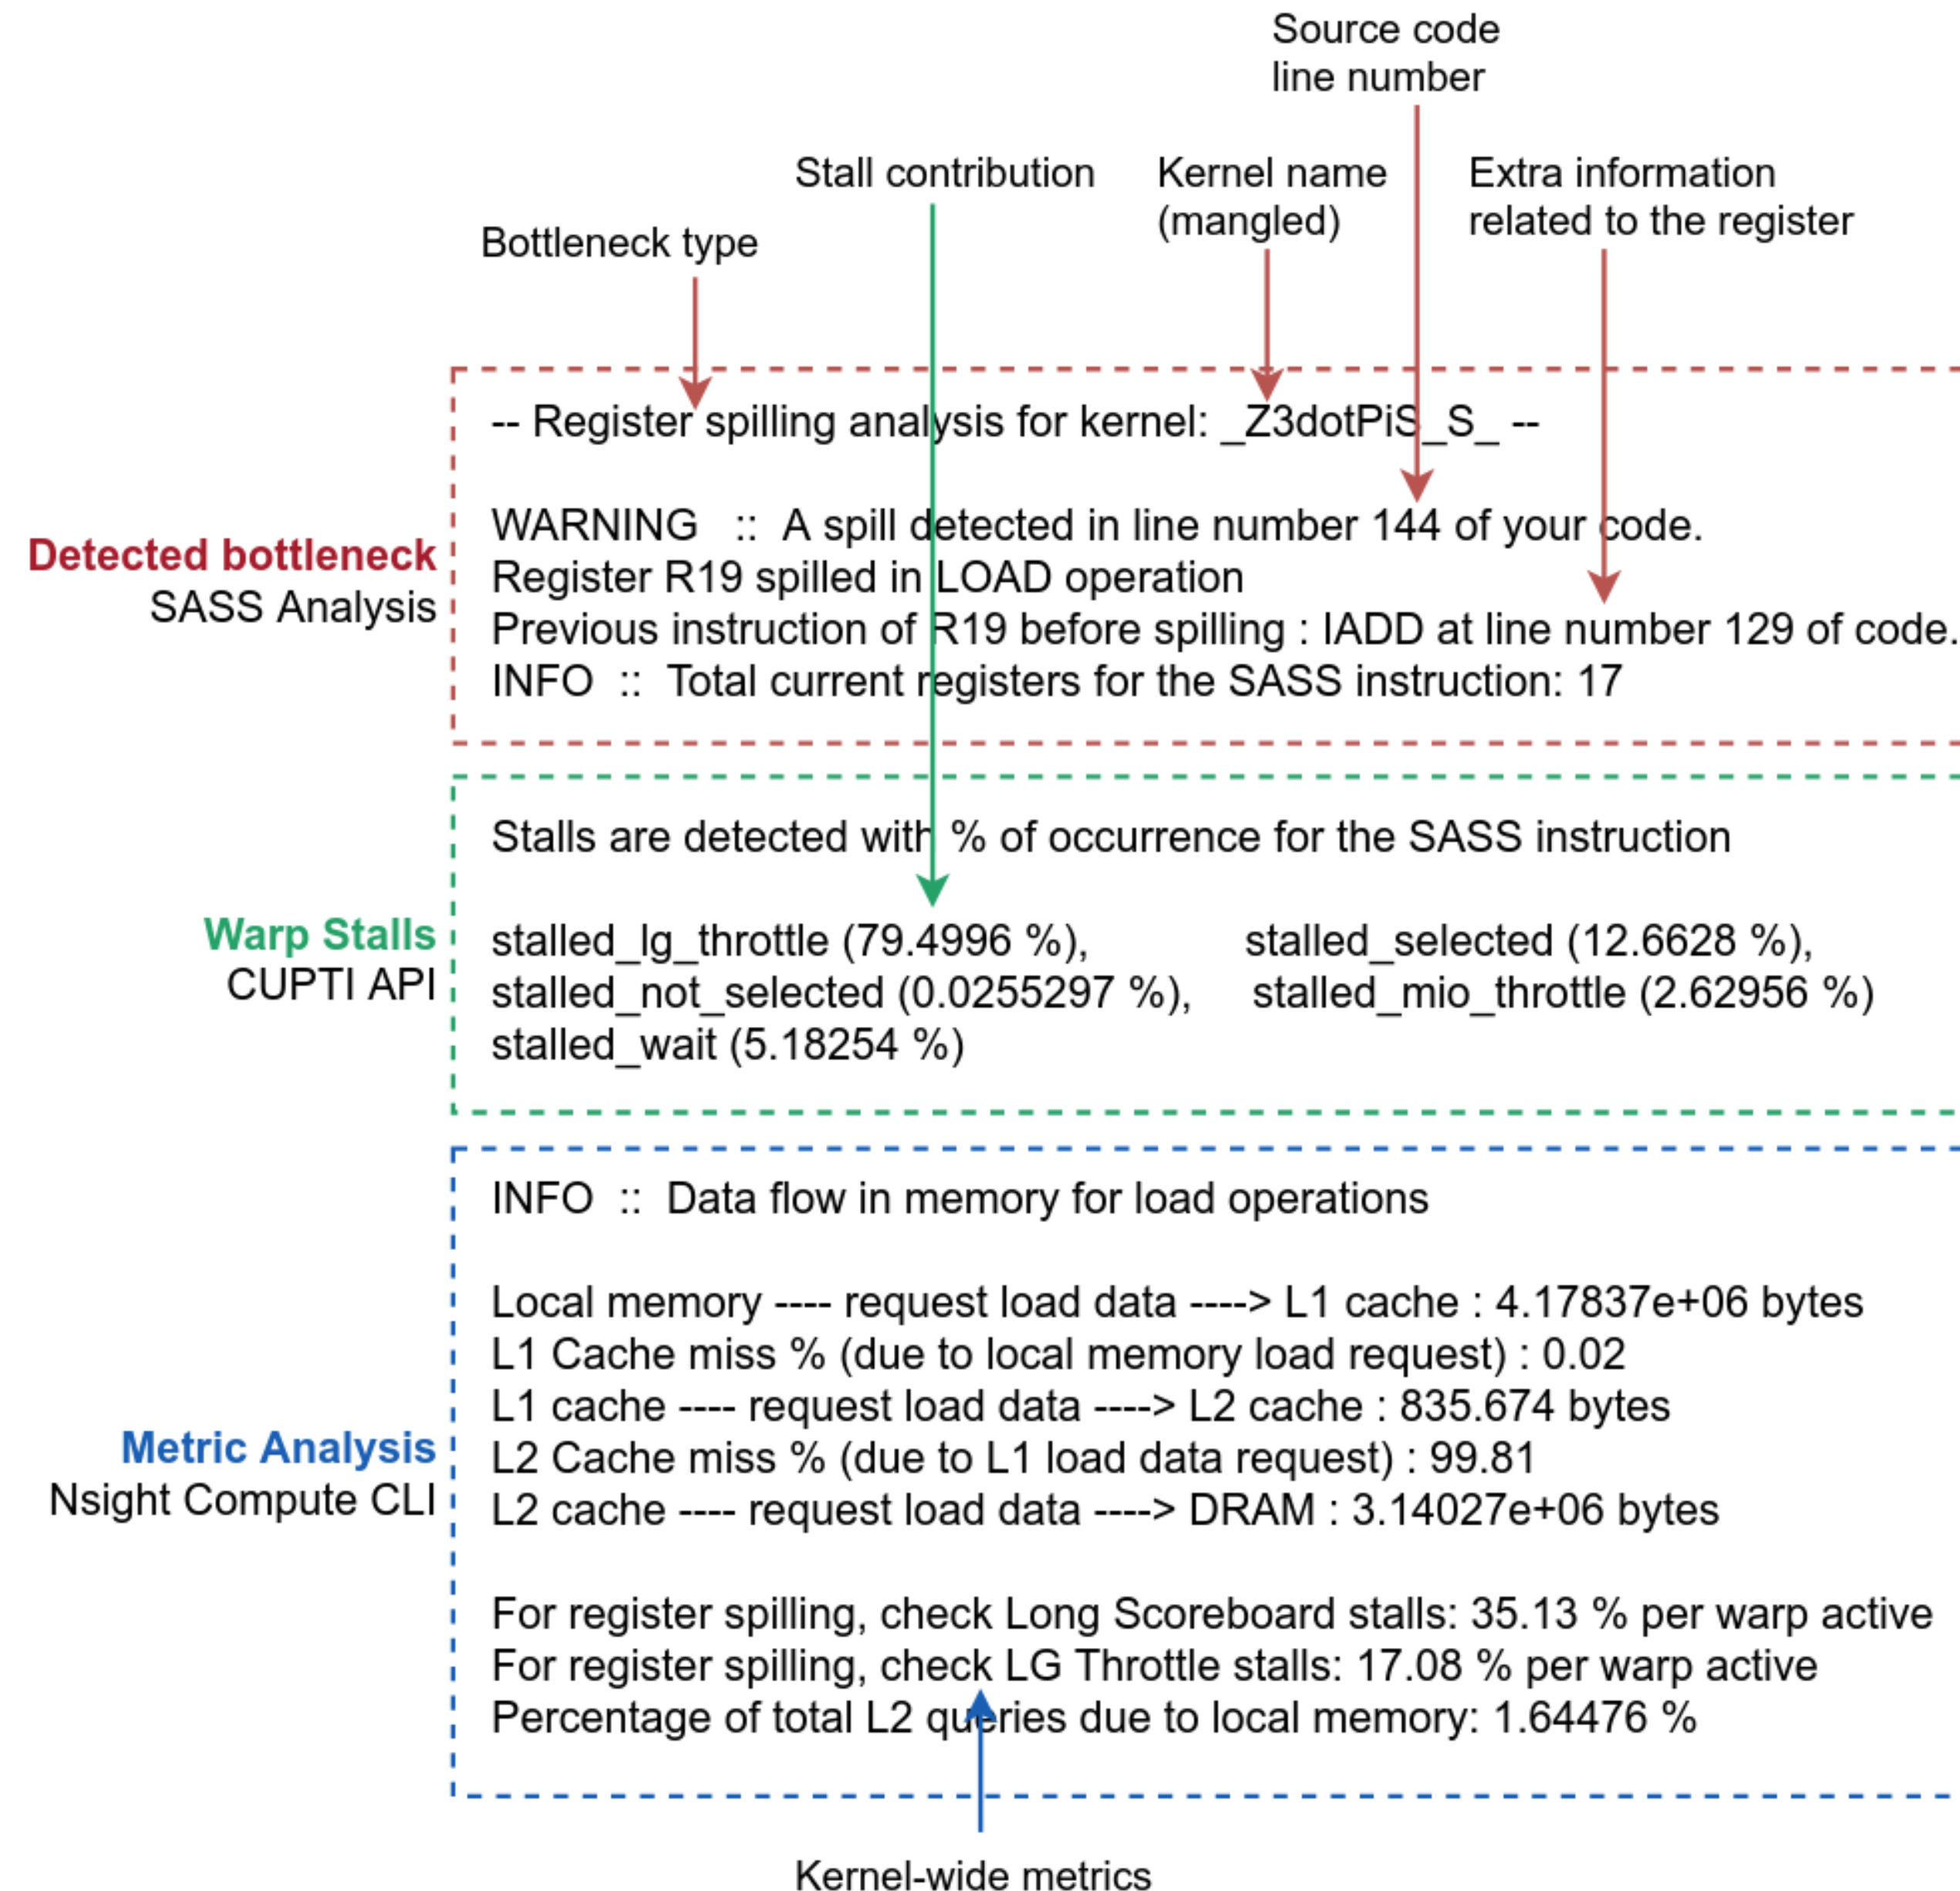 Source code
line number
Stall contribution
Kernel name
(mangled)
Extra information
related to the register
Bottleneck type
-- Register spilling analysis for kernel: _Z3dotPiS_S_ --
WARNING :: A spill detected in line number 144 of your code.
Register R19 spilled in LOAD operation
Previous instruction of R19 before spilling : IADD at line number 129 of code.
INFO :: Total current registers for the SASS instruction: 17
Detected bottleneck
SASS Analysis
Stalls are detected with % of occurrence for the SASS instruction
stalled_lg_throttle (79.4996 %), stalled_selected (12.6628 %),
stalled_not_selected (0.0255297 %), stalled_mio_throttle (2.62956 %)
stalled_wait (5.18254 %)
Warp Stalls
CUPTI API
INFO :: Data flow in memory for load operations
Local memory ---- request load data ----> L1 cache : 4.17837e+06 bytes
L1 Cache miss % (due to local memory load request) : 0.02
L1 cache ---- request load data ----> L2 cache : 835.674 bytes
L2 Cache miss % (due to L1 load data request) : 99.81
L2 cache ---- request load data ----> DRAM : 3.14027e+06 bytes
For register spilling, check Long Scoreboard stalls: 35.13 % per warp active
For register spilling, check LG Throttle stalls: 17.08 % per warp active
Percentage of total L2 queries due to local memory: 1.64476 %
Metric Analysis
Nsight Compute CLI
Kernel-wide metrics